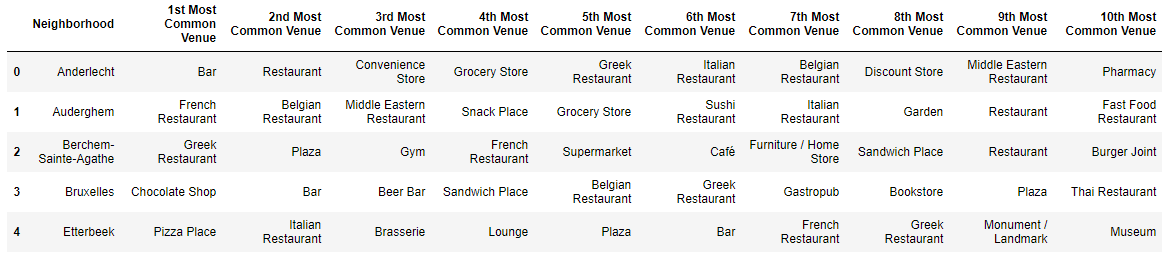 Neighborhood 1st Most Common Venue 2nd Most Common Venue 3rd Most Common Venue 4th Most Common Venue 5th Most Common Venue 6th Most Common Venue 7th Most Common Venue 8th Most Common Venue 9th Most Common Venue 10th Most Common Venue
0 Anderlecht Bar Restaurant Convenience Store Grocery Store Greek Restaurant Italian Restaurant Belgian Restaurant Discount Store Middle Eastern Restaurant Pharmacy
1 Auderghem French Restaurant Belgian Restaurant Middle Eastern Restaurant Snack Place Grocery Store Sushi Restaurant Italian Restaurant Garden Restaurant Fast Food Restaurant
2 Berchem-Sainte-Agathe Greek Restaurant Plaza Gym French Restaurant Supermarket Café Furniture / Home Store Sandwich Place Restaurant Burger Joint
3 Bruxelles Chocolate Shop Bar Beer Bar Sandwich Place Belgian Restaurant Greek Restaurant Gastropub Bookstore Plaza Thai Restaurant
4 Etterbeek Pizza Place Italian Restaurant Brasserie Lounge Plaza Bar French Restaurant Greek Restaurant Monument / Landmark Museum